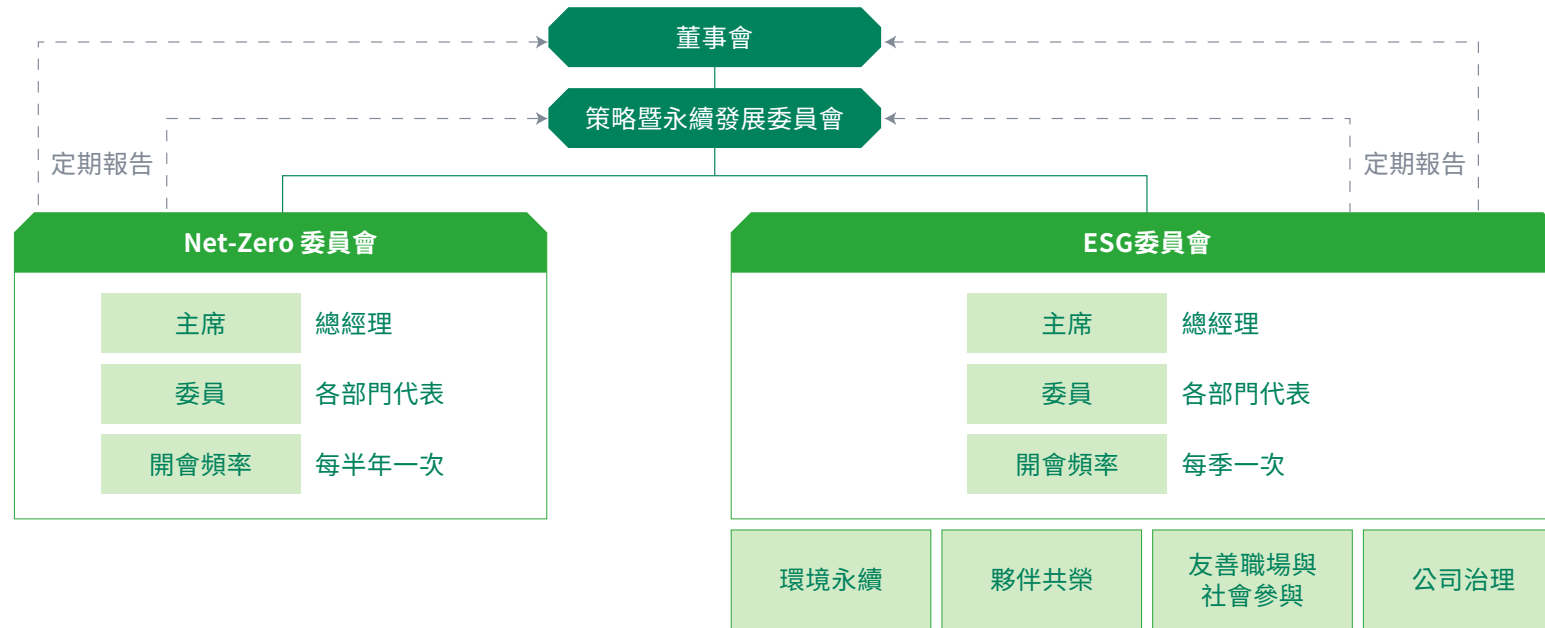 董事會
策略暨永續發展委員會
定期報告
定期報告
Net-Zero 委員會
主席
總經理
委員
各部門代表
開會頻率
每半年一次
ESG委員會
主席
總經理
委員
各部門代表
開會頻率
每季一次
環境永續
夥伴共榮
友善職場與
社會參與
公司治理